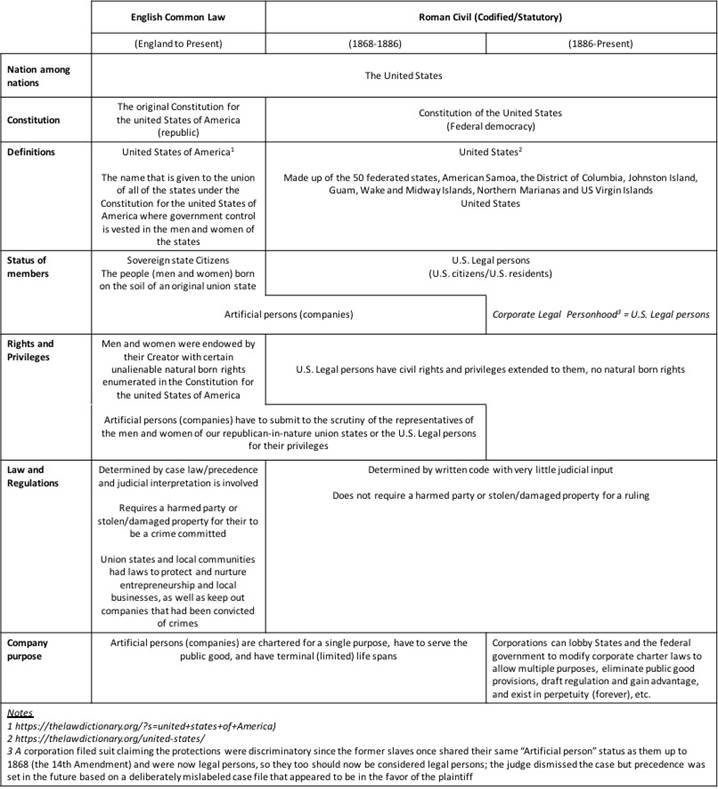 English Common Law
Roman Civil (Codified/Statutory)
(England to Present)
(1868-1886)
(1886-Present)
Nation among
nations
The United States
Constitution
The original Constitution for
the united States of America
(republic)
Constitution of the United States
(Federal democracy)
Definitions
United States of America1
The name that is given to the union
of all of the states under the
Constitution for the united States of
America where government control
is vested in the men and women of
the states
United States2
Made up of the 50 federated states, American Samoa, the District of Columbia, Johnston Island,
Guam, Wake and Midway Islands, Northern Marianas and US Virgin Islands
United States
Status of
members
Sovereign state Citizens
The people (men and women) born
on the soil of an original union state
U.S. Legal persons
(U.S. citizens/U.S. residents)
Artificial persons (companies)
Corporate Legal Personhood3 = U.S. Legal persons
Rights and
Privileges
Men and women were endowed by
their Creator with certain
unalienable natural born rights
enumerated in the Constitution for
the united States of America
U.S. Legal persons have civil rights and privileges extended to them, no natural born rights
Artificial persons (companies) have to submit to the scrutiny of the representatives of
the men and women of our republican-in-nature union states or the U.S. Legal persons
for their privileges
Law and
Regulations
Determined by case law/precedence
and judicial interpretation is involved
Requires a harmed party or
stolen/damaged property for their to
be a crime committed
Union states and local communities
had laws to protect and nurture
entrepreneurship and local
businesses, as well as keep out
companies that had been convicted
of crimes
Determined by written code with very little judicial input
Does not require a harmed party or stolen/damaged property for a ruling
Company
purpose
Artificial persons (companies) are chartered for a single purpose, have to serve the
public good, and have terminal (limited) life spans
Corporations can lobby States and the federal
government to modify corporate charter laws to
allow multiple purposes, eliminate public good
provisions, draft regulation and gain advantage,
and exist in perpetuity (forever), etc.
Notes
1 https://thelawdictionary.org/?s=united+states+of+America)
2 https://thelawdictionary.org/united-states/
3 A corporation filed suit claiming the protections were discriminatory since the former slaves once shared their same "Artificial person" status as them up to
1868 (the 14th Amendment) and were now legal persons, so they too should now be considered legal persons; the judge dismissed the case but precedence was
set in the future based on a deliberately mislabeled case file that appeared to be in the favor of the plaintiff